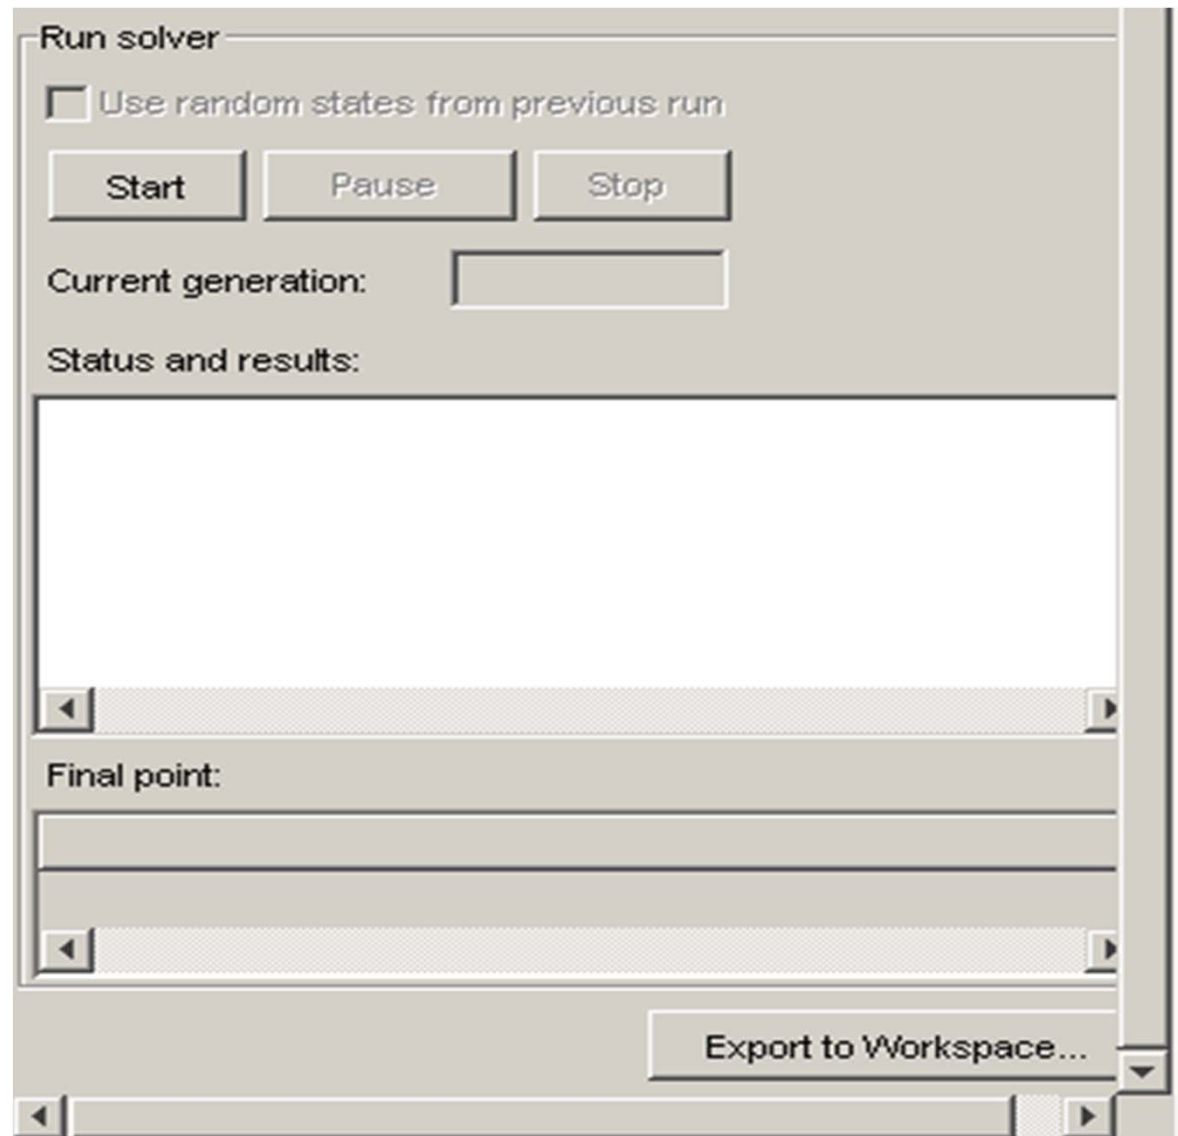 Run solver
Use random states from previous run
Start Pause Stop
Current generation:
Status and results:
Final point:
Export to Workspace...